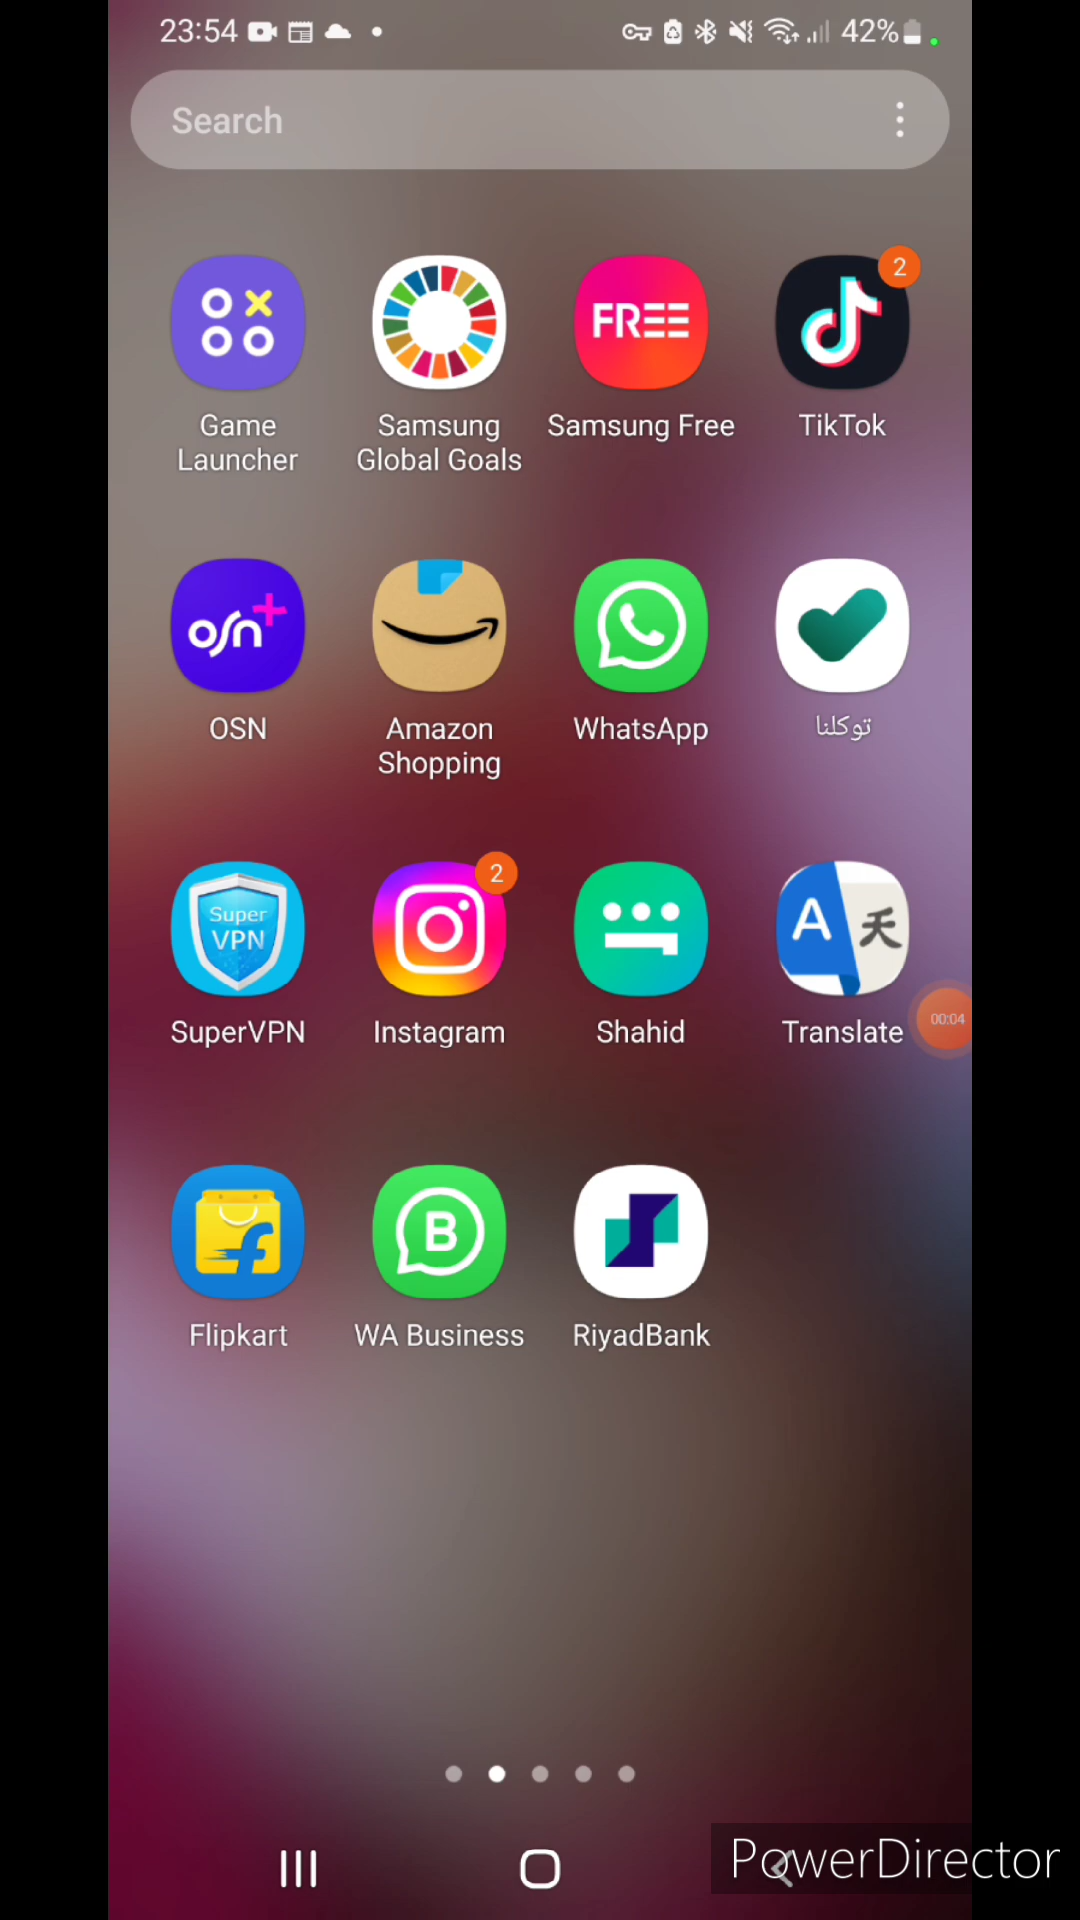 23:54 42%
Search
2
FREE
Game Launcher
Samsung Global Goals
Samsung Free
TikTok
osn+
OSN
Amazon Shopping
WhatsApp
توكلنا
Super
VPN
2
A
天
SuperVPN
Instagram
Shahid
Translate
00:04
f
B
Flipkart
WA Business
RiyadBank
PowerDirector